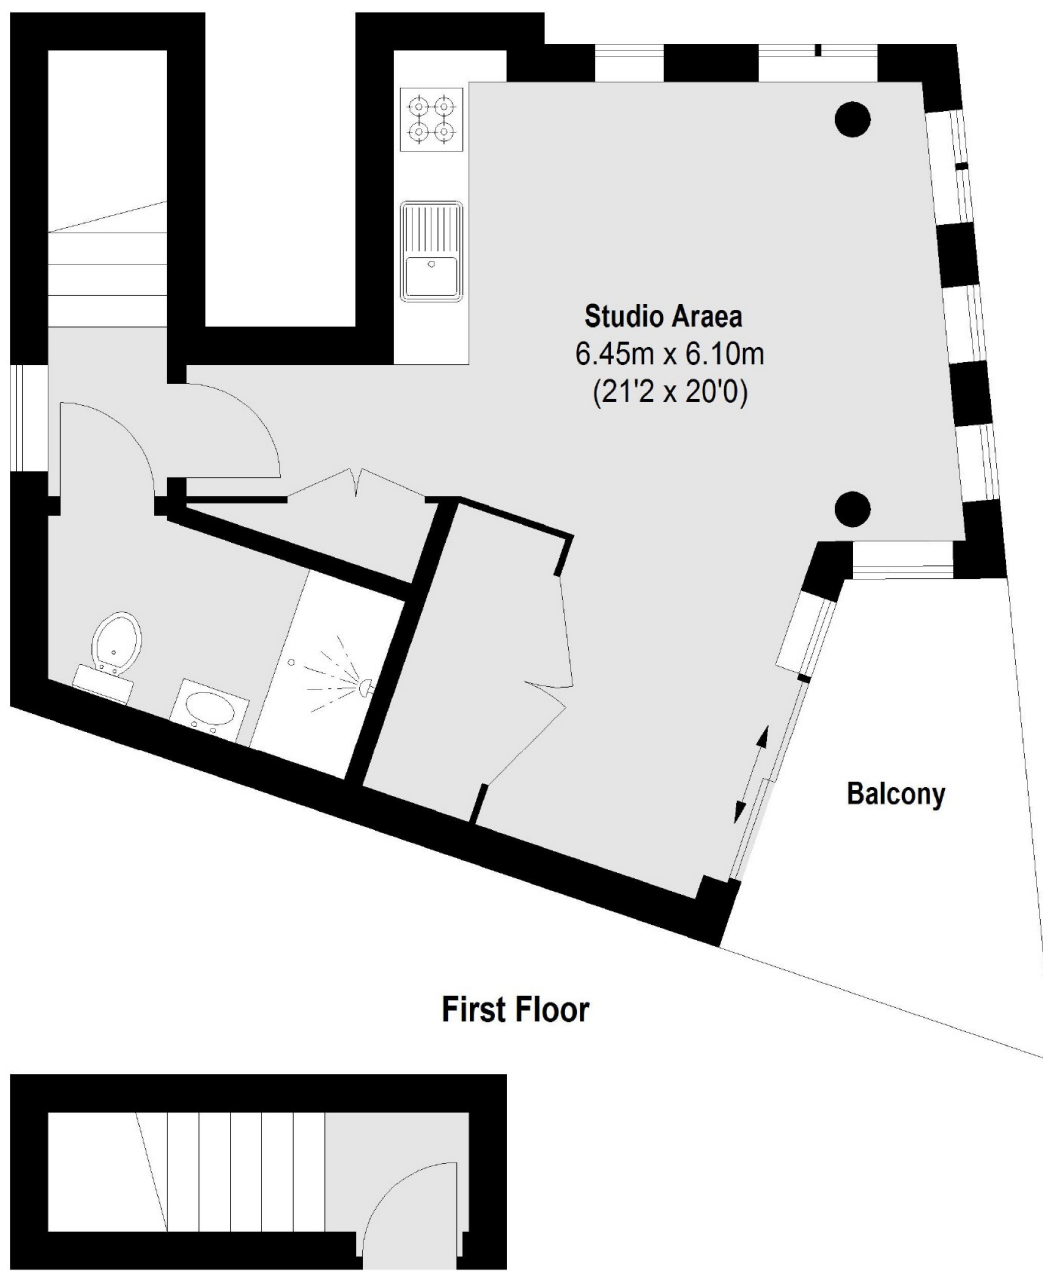 Studio Araea
6.45m x 6.10m
(21'2 x 20'0)
Balcony
First Floor